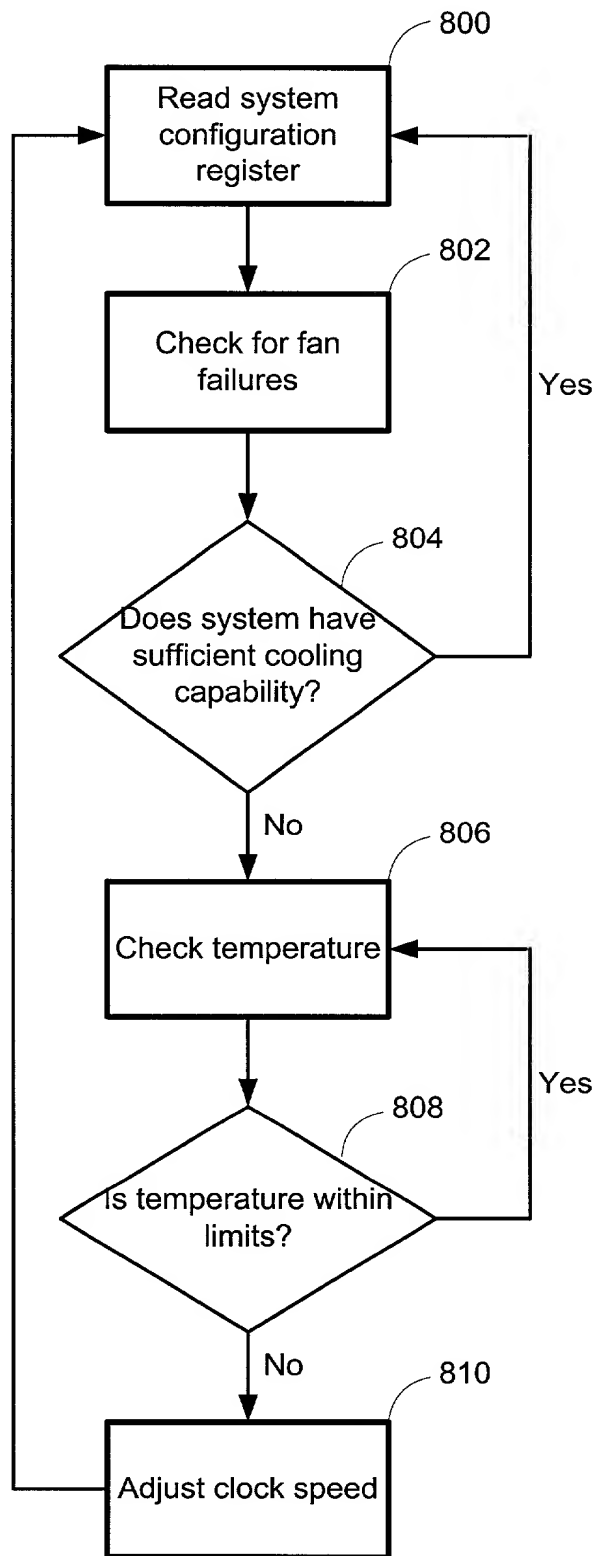 800
Read system
configuration
register
802
Check for fan
failures
Yes
804
Does system have
sufficient cooling
capability?
No
806
Check temperature
Yes
808
Is temperature within
limits?
No
810
Adjust clock speed